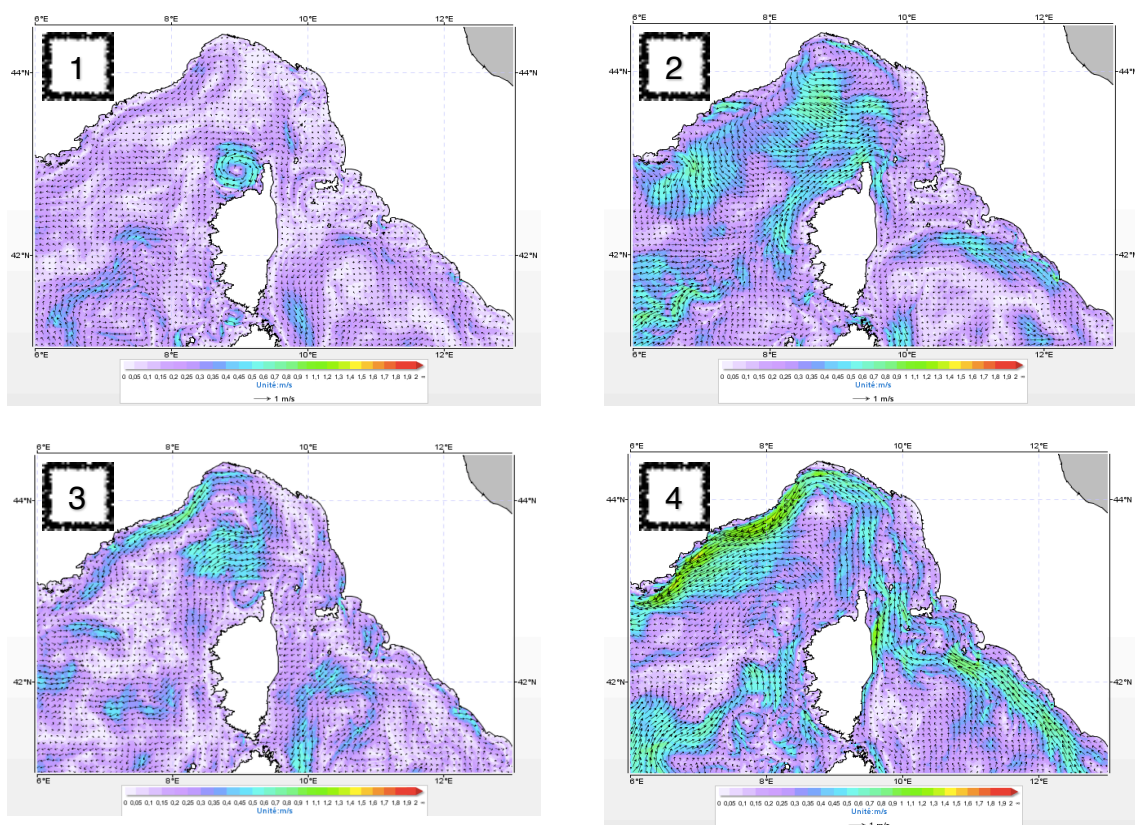 6°E 8°E 10°E 12°E
1
44°N 44°N
42°N 42°N
6°E 8°E 10°E
0 0,05 0,1 0,15 0,2 0,25 0,3 0,35 0,4 0,45 0,5 0,6 0,7 0,8 0,9 1 1,1 1,2 1,3 1,4 1,5 1,6 1,7 1,8 1,9 2 ∞
Unité:m/s
1 m/s
6°E 8°E 10°E 12°E
2
44°N 44°N
42°N 42°N
6°E 8°E 10°E 12°E
0 0,05 0,1 0,15 0,2 0,25 0,3 0,35 0,4 0,45 0,5 0,6 0,7 0,8 0,9 1 1,1 1,2 1,3 1,4 1,5 1,6 1,7 1,8 1,9 2 ∞
Unité:m/s
1 m/s
6°E 8°E 10°E 12°E
3
44°N 44°N
42°N 42°N
6°E 8°E 10°E 12°E
0 0,05 0,1 0,15 0,2 0,25 0,3 0,35 0,4 0,45 0,5 0,6 0,7 0,8 0,9 1 1,1 1,2 1,3 1,4 1,5 1,6 1,7 1,8 1,9 2 ∞
Unité:m/s
6°E 8°E 10°E 12°E
4
44°N 44°N
42°N 42°N
6°E 8°E 10°E 12°E
0 0,05 0,1 0,15 0,2 0,25 0,3 0,35 0,4 0,45 0,5 0,6 0,7 0,8 0,9 1 1,1 1,2 1,3 1,4 1,5 1,6 1,7 1,8 1,9 2 ∞
Unité:m/s
1 m/s